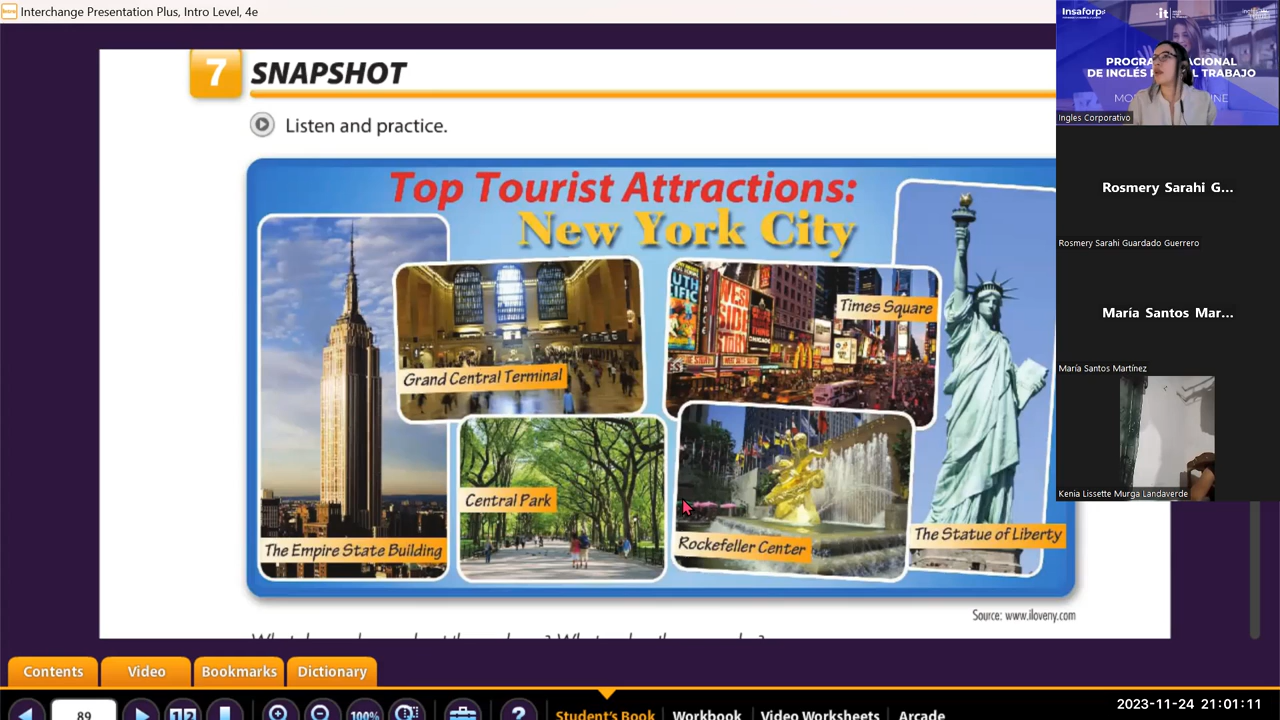 Interchange Presentation Plus, Intro Level, 4e
7 SNAPSHOT
Listen and practice.
Top Tourist Attractions:
New York City
Times Square
Grand Central Terminal
Central Park
The Empire State Building
Rockefeller Center
The Statue of Liberty
Source: www.iloveny.com
Contents
Video
Bookmarks
Dictionary
89
100%
?
Student's Book
Workbook
Video Worksheets
Arcade
Insaforp
Ingles Corporativo
Rosmery Sarahi G...
Rosmery Sarahi Guardado Guerrero
María Santos Mar...
María Santos Martínez
Kenia Lissette Murga Landaverde
2023-11-24 21:01:11